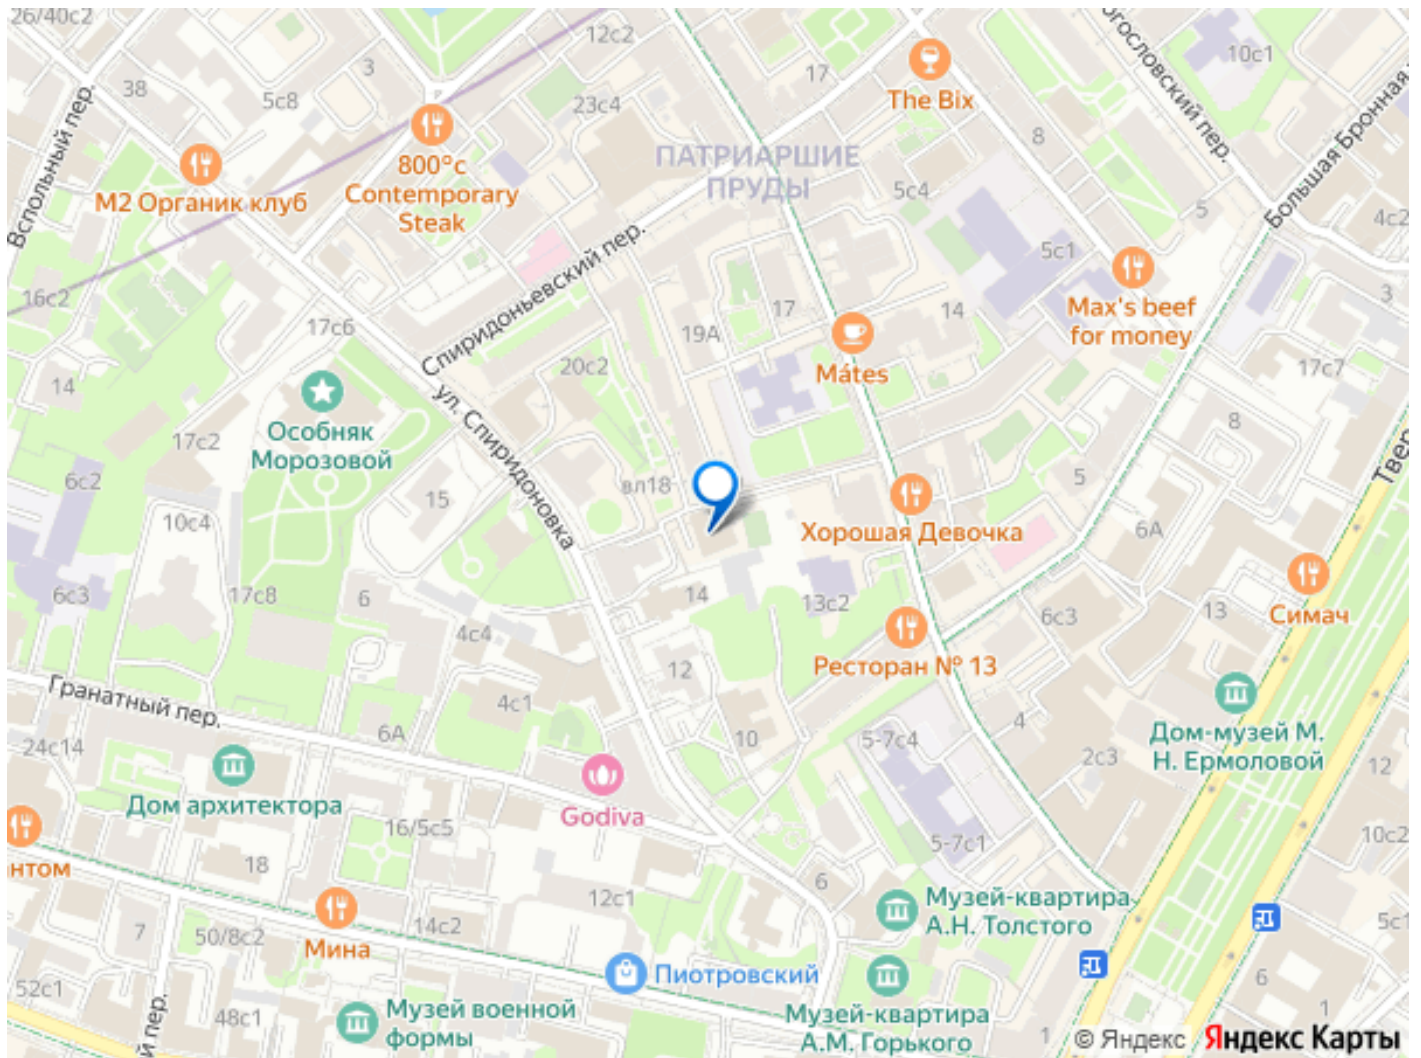 26/40с2
12с2
3
38
5с8
23с4
17
The Bix
10с1
8
Большая Бронная
Вспольный пер.
800°с
Contemporary
Steak
М2 Органик клуб
ПАТРИАРШИЕ
ПРУДЫ
5с4
5
4с2
5с1
Спиридоньевский пер.
16с2
17с6
19А
17
14
Max's beef
for money
3
Mátes
20с2
17с7
14
ул. Спиридоновка
Особняк
Морозовой
17с2
8
6с2
15
вл18
5
10с4
Хорошая Девочка
6А
6с3
17с8
6
14
13с2
6с3
13
Симач
4с4
12
Ресторан № 13
Гранатный пер.
4с1
6А
10
5-7с4
4
2с3
Дом-музей М.
Н. Ермоловой
24с14
12
Дом архитектора
Godiva
16/5с5
5-7с1
10с2
нтом
18
12с1
6
Музей-квартира
А.Н. Толстого
7
50/8с2
Мина
14с2
5с1
Пиотровский
52с1
48с1
Музей военной
формы
Музей-квартира
А.М. Горького
6
1
1
й пер.
© Яндекс
Яндекс Карты